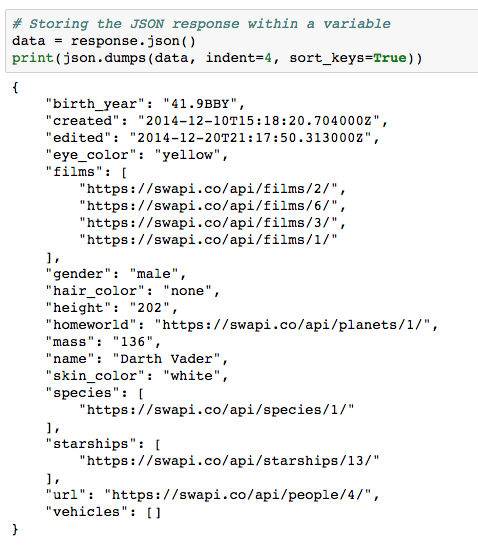 # Storing the JSON response within a variable
data = response.json()
print(json.dumps(data, indent=4, sort_keys=True))
{
    "birth_year": "41.9BBY",
    "created": "2014-12-10T15:18:20.704000Z",
    "edited": "2014-12-20T21:17:50.313000Z",
    "eye_color": "yellow",
    "films": [
        "https://swapi.co/api/films/2/",
        "https://swapi.co/api/films/6/",
        "https://swapi.co/api/films/3/",
        "https://swapi.co/api/films/1/"
    ],
    "gender": "male",
    "hair_color": "none",
    "height": "202",
    "homeworld": "https://swapi.co/api/planets/1/",
    "mass": "136",
    "name": "Darth Vader",
    "skin_color": "white",
    "species": [
        "https://swapi.co/api/species/1/"
    ],
    "starships": [
        "https://swapi.co/api/starships/13/"
    ],
    "url": "https://swapi.co/api/people/4/",
    "vehicles": []
}